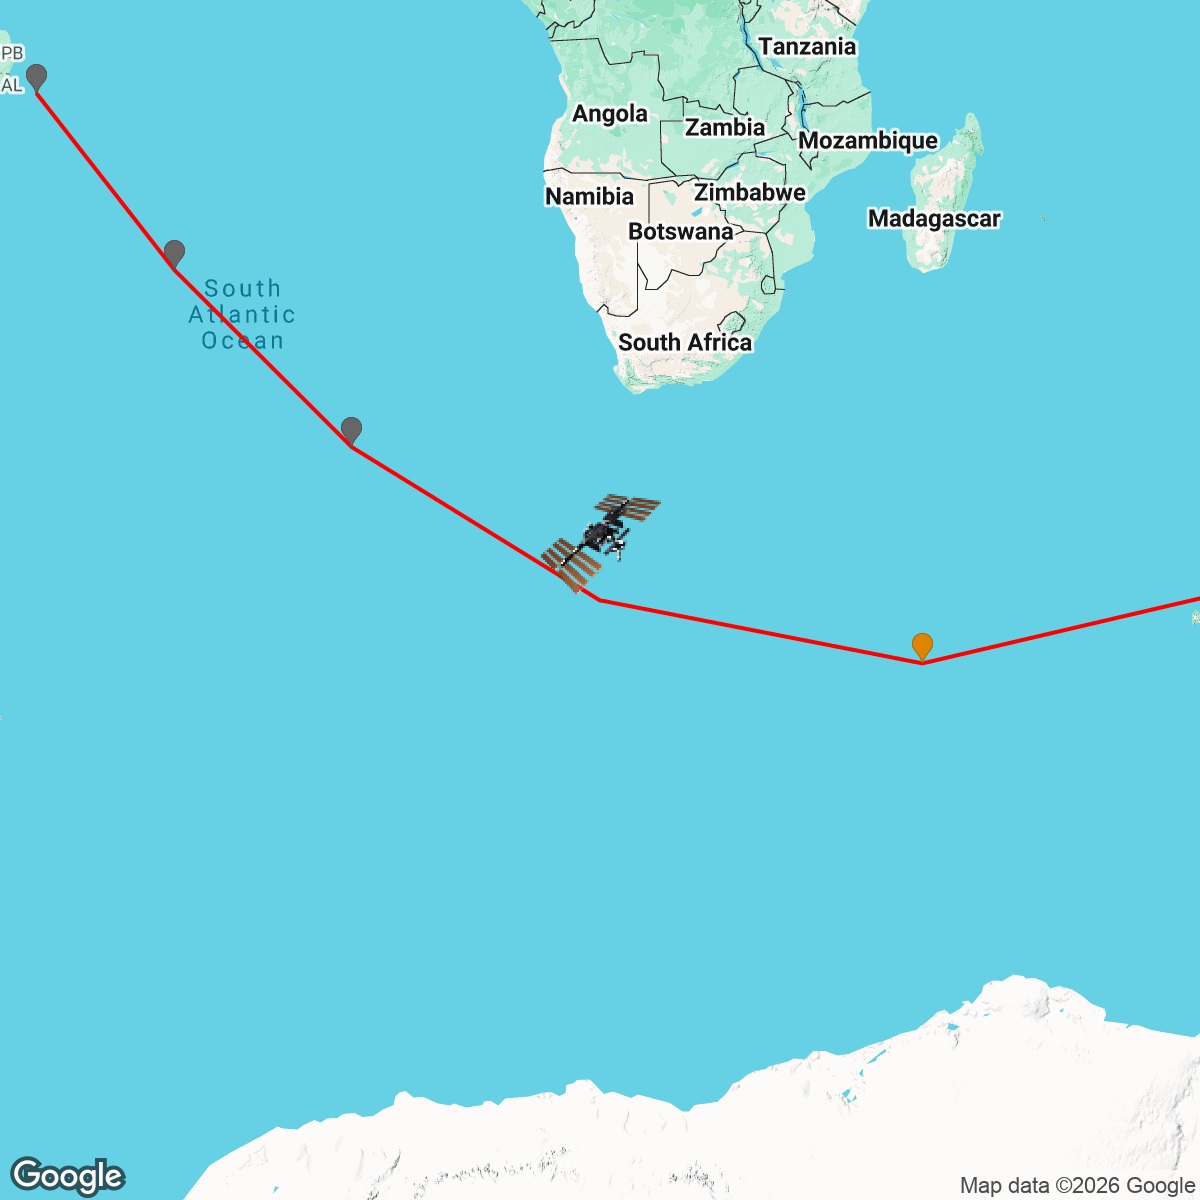 PB
AL
Tanzania
Angola
Zambia
Mozambique
Namibia
Zimbabwe
Botswana
Madagascar
South
Atlantic
Ocean
South Africa
Google
Map data ©2026 Google